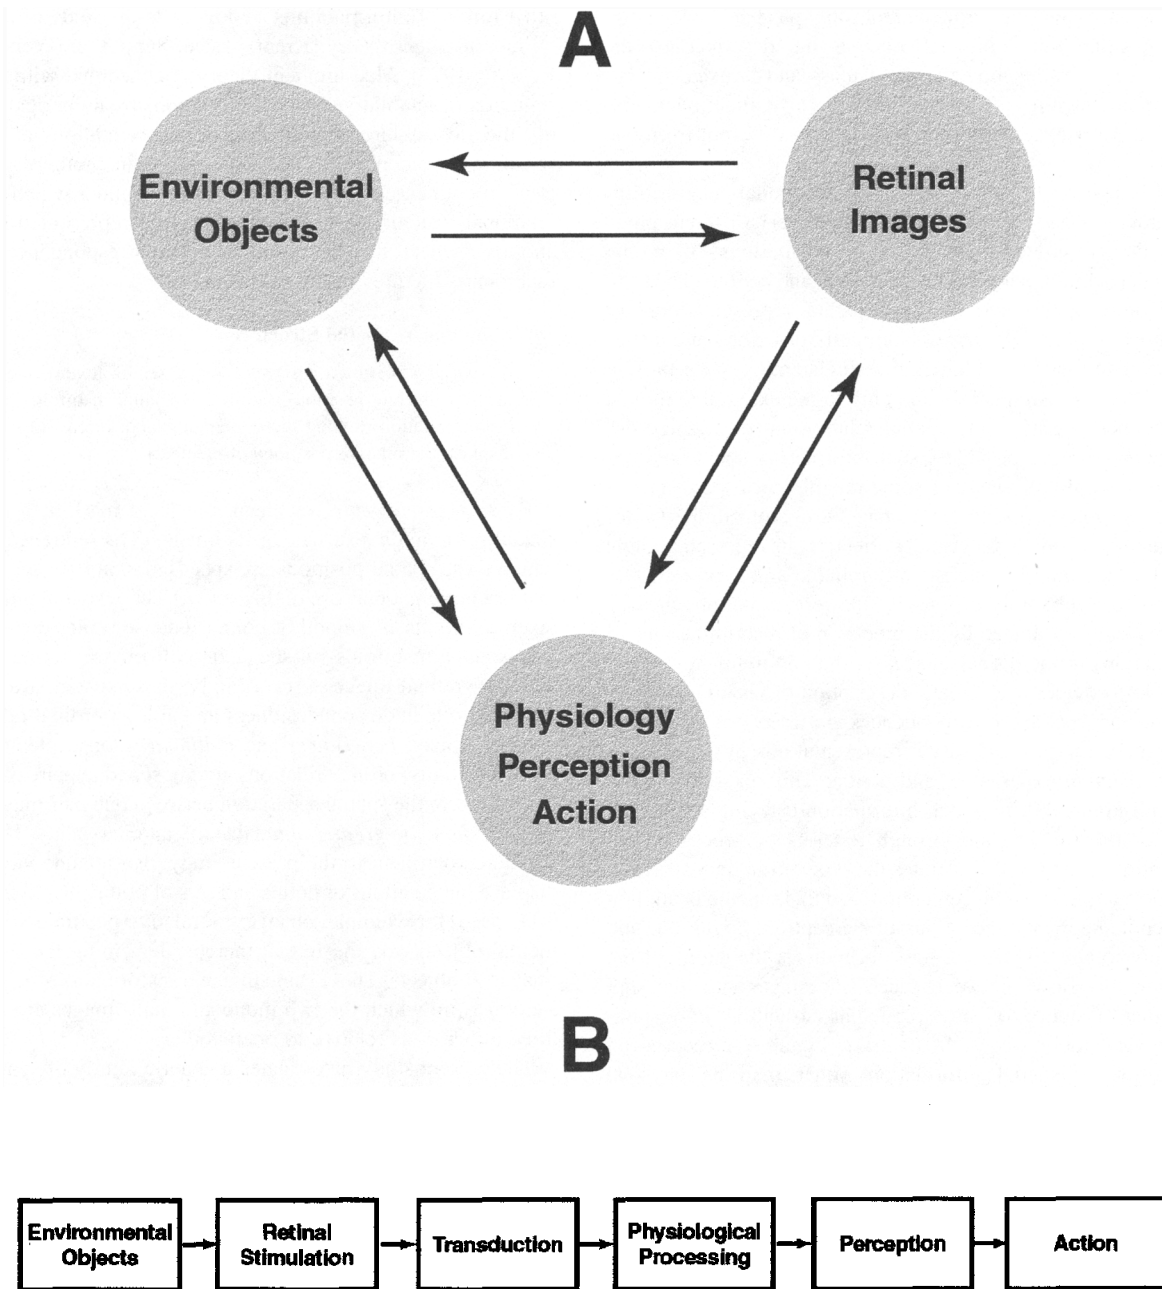 A
Environmental
Objects
Retinal
Images
Physiology
Perception
Action
B
Environmental
Objects
Retinal
Stimulation
Transduction
Physiological
Processing
Perception
Action